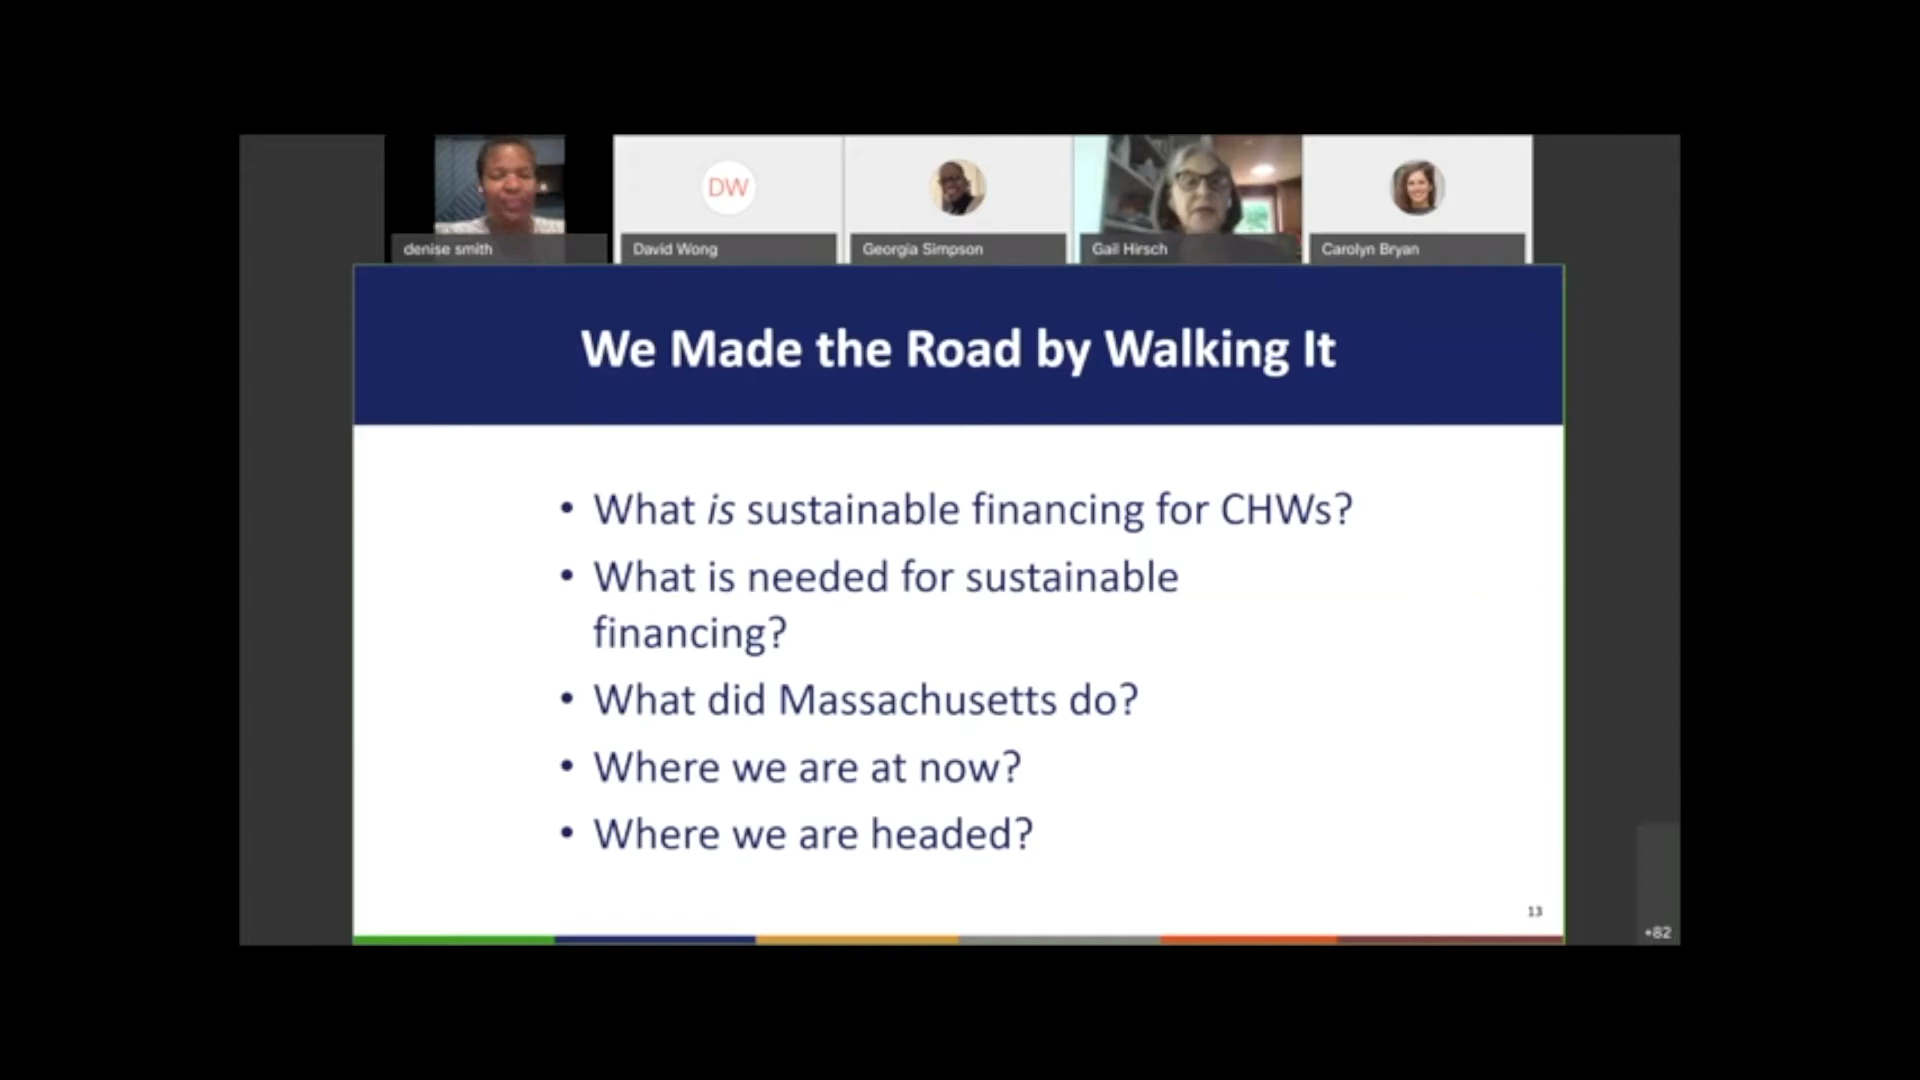 denise smith
DW
David Wong
Georgia Simpson
Gail Hirsch
Carolyn Bryan
We Made the Road by Walking It
• What is sustainable financing for CHWs?
• What is needed for sustainable
financing?
• What did Massachusetts do?
• Where we are at now?
• Where we are headed?
13
+82